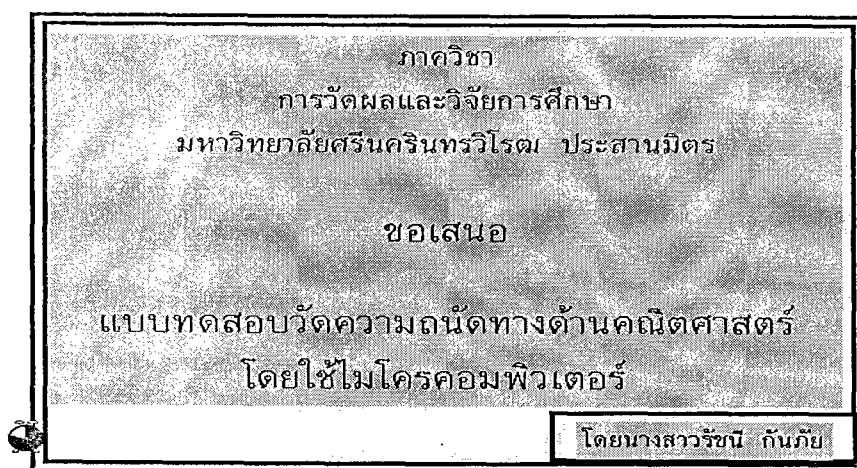 ภาควิชา
การวัดผลและวิจัยการศึกษา
มหาวิทยาลัยศรีนครินทรวิโรฒ ประสานมิตร
ขอเสนอ
แบบทดสอบวัดความถนัดทางด้านคณิตศาสตร์
โดยใช้ไมโครคอมพิวเตอร์
โดยนางสาววรัชนี กันภัย